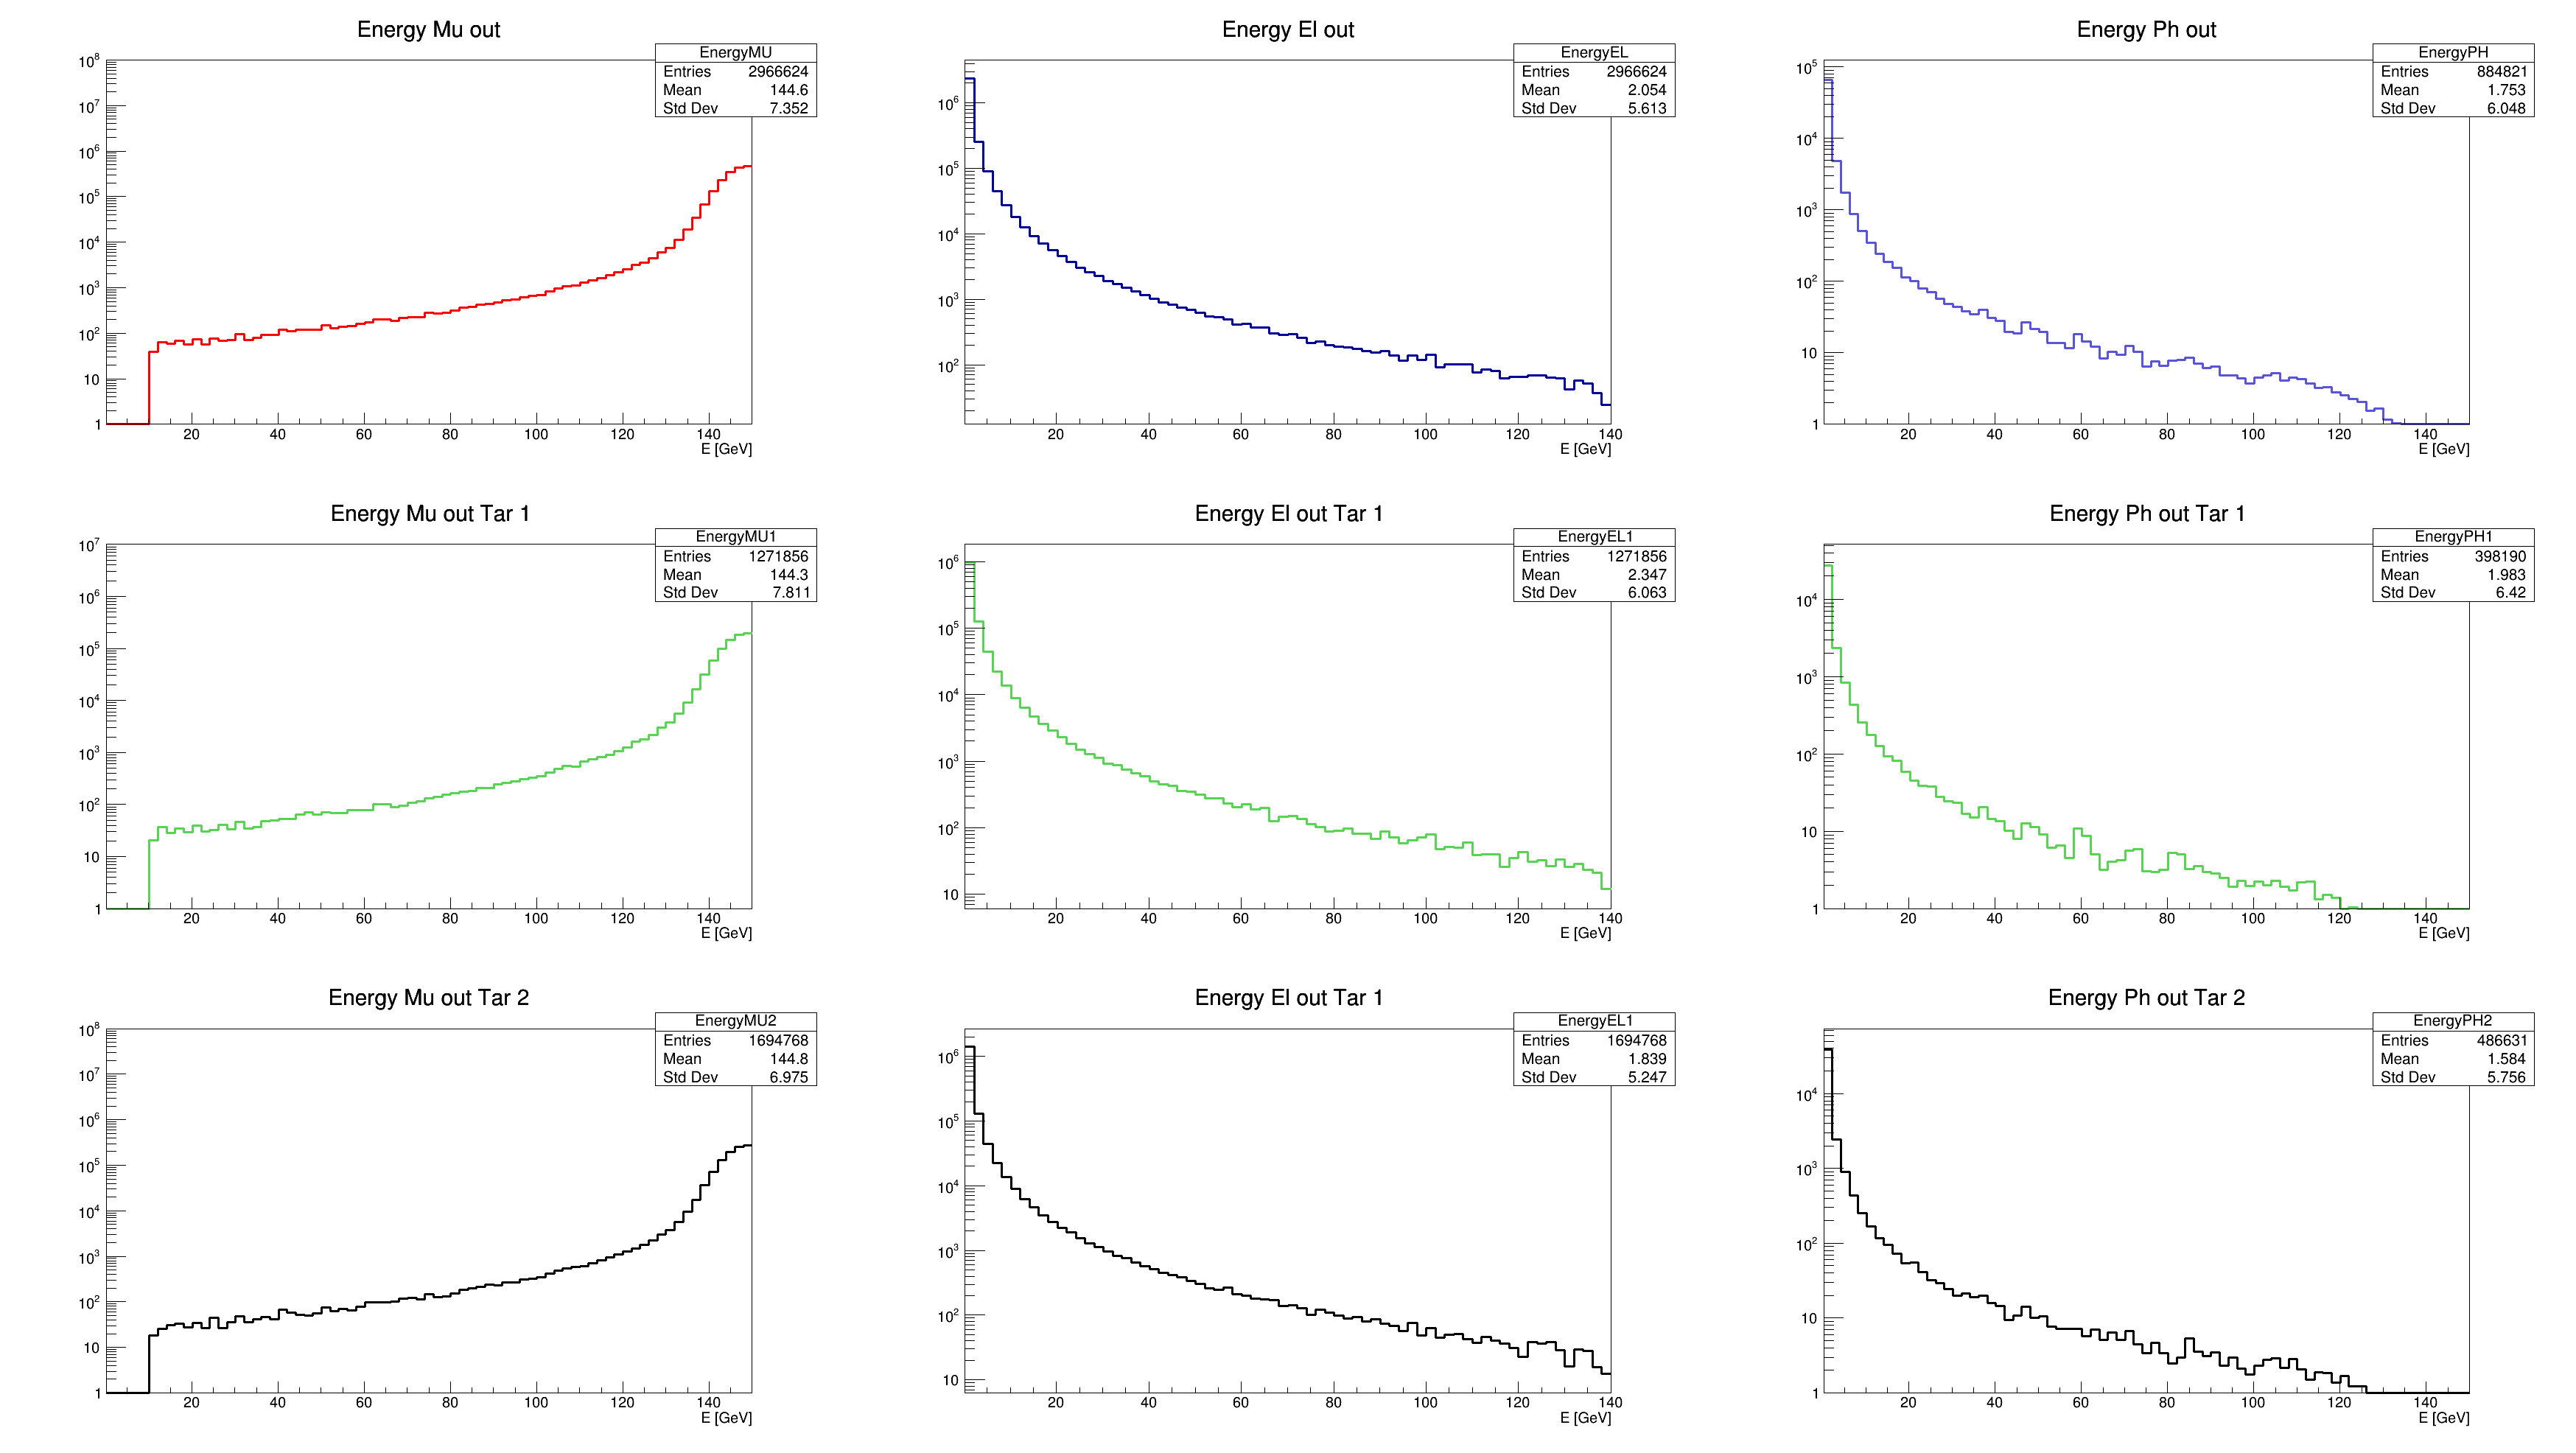 Energy Mu out
EnergyMU
Entries 2966624
Mean 144.6
Std Dev 7.352
10^8
10^7
10^6
10^5
10^4
10^3
10^2
10
1
20 40 60 80 100 120 140
E [GeV]
Energy El out
EnergyEL
Entries 2966624
Mean 2.054
Std Dev 5.613
10^6
10^5
10^4
10^3
10^2
20 40 60 80 100 120 140
E [GeV]
Energy Ph out
EnergyPH
Entries 884821
Mean 1.753
Std Dev 6.048
10^5
10^4
10^3
10^2
10
1
20 40 60 80 100 120 140
E [GeV]
Energy Mu out Tar 1
EnergyMU1
Entries 1271856
Mean 144.3
Std Dev 7.811
10^7
10^6
10^5
10^4
10^3
10^2
10
1
20 40 60 80 100 120 140
E [GeV]
Energy El out Tar 1
EnergyEL1
Entries 1271856
Mean 2.347
Std Dev 6.063
10^6
10^5
10^4
10^3
10^2
10
20 40 60 80 100 120 140
E [GeV]
Energy Ph out Tar 1
EnergyPH1
Entries 398190
Mean 1.983
Std Dev 6.42
10^4
10^3
10^2
10
1
20 40 60 80 100 120 140
E [GeV]
Energy Mu out Tar 2
EnergyMU2
Entries 1694768
Mean 144.8
Std Dev 6.975
10^8
10^7
10^6
10^5
10^4
10^3
10^2
10
1
20 40 60 80 100 120 140
E [GeV]
Energy El out Tar 1
EnergyEL1
Entries 1694768
Mean 1.839
Std Dev 5.247
10^6
10^5
10^4
10^3
10^2
10
20 40 60 80 100 120 140
E [GeV]
Energy Ph out Tar 2
EnergyPH2
Entries 486631
Mean 1.584
Std Dev 5.756
10^4
10^3
10^2
10
1
20 40 60 80 100 120 140
E [GeV]